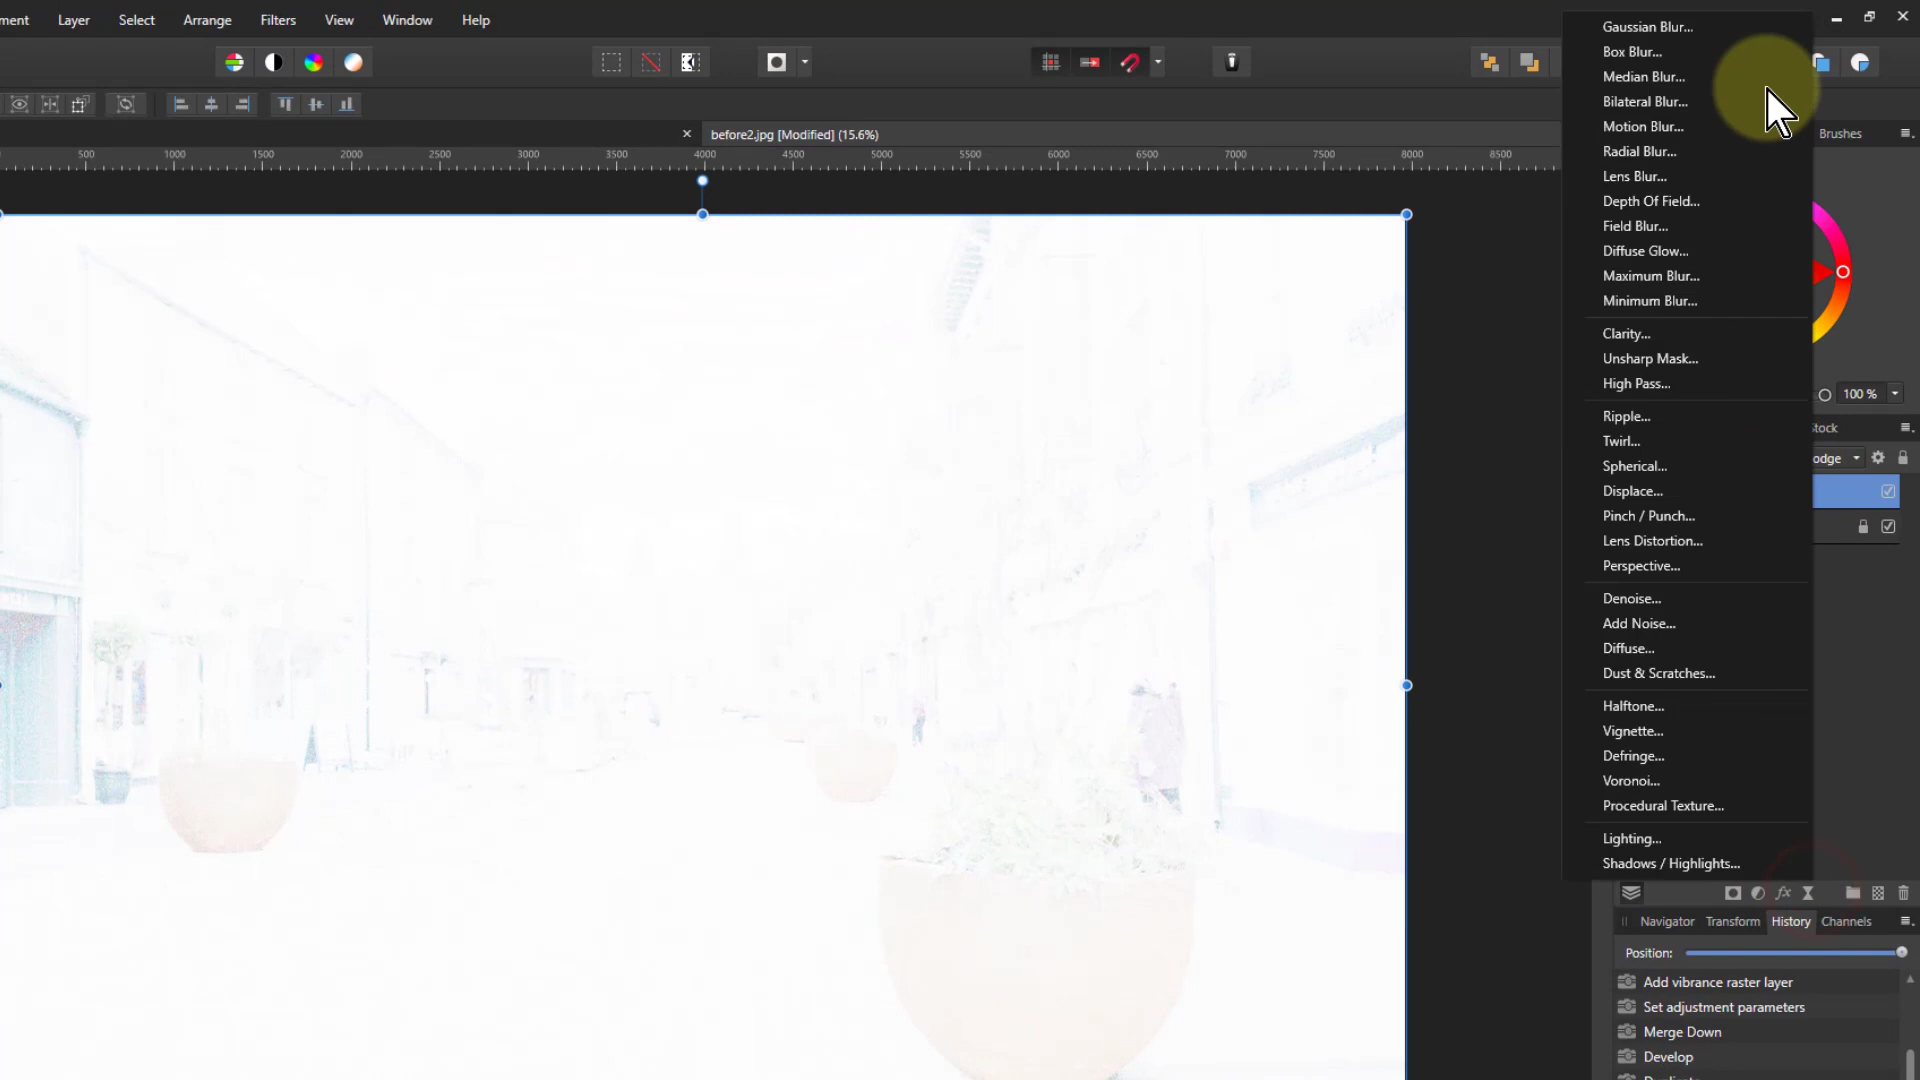 ment Layer Select Arrange Filters View Window Help
before2.jpg [Modified] (15.6%)
500 1000 1500 2000 2500 3000 3500 4000 4500 5000 5500 6000 6500 7000 7500 8000 8500
Gaussian Blur...
Box Blur...
Median Blur...
Bilateral Blur...
Motion Blur...
Radial Blur...
Lens Blur...
Depth Of Field...
Field Blur...
Diffuse Glow...
Maximum Blur...
Minimum Blur...
Clarity...
Unsharp Mask...
High Pass...
Ripple...
Twirl...
Spherical...
Displace...
Pinch / Punch...
Lens Distortion...
Perspective...
Denoise...
Add Noise...
Diffuse...
Dust & Scratches...
Halftone...
Vignette...
Defringe...
Voronoi...
Procedural Texture...
Lighting...
Shadows / Highlights...
Brushes
100 %
Stock
odge
fx
Navigator Transform History Channels
Position:
Add vibrance raster layer
Set adjustment parameters
Merge Down
Develop